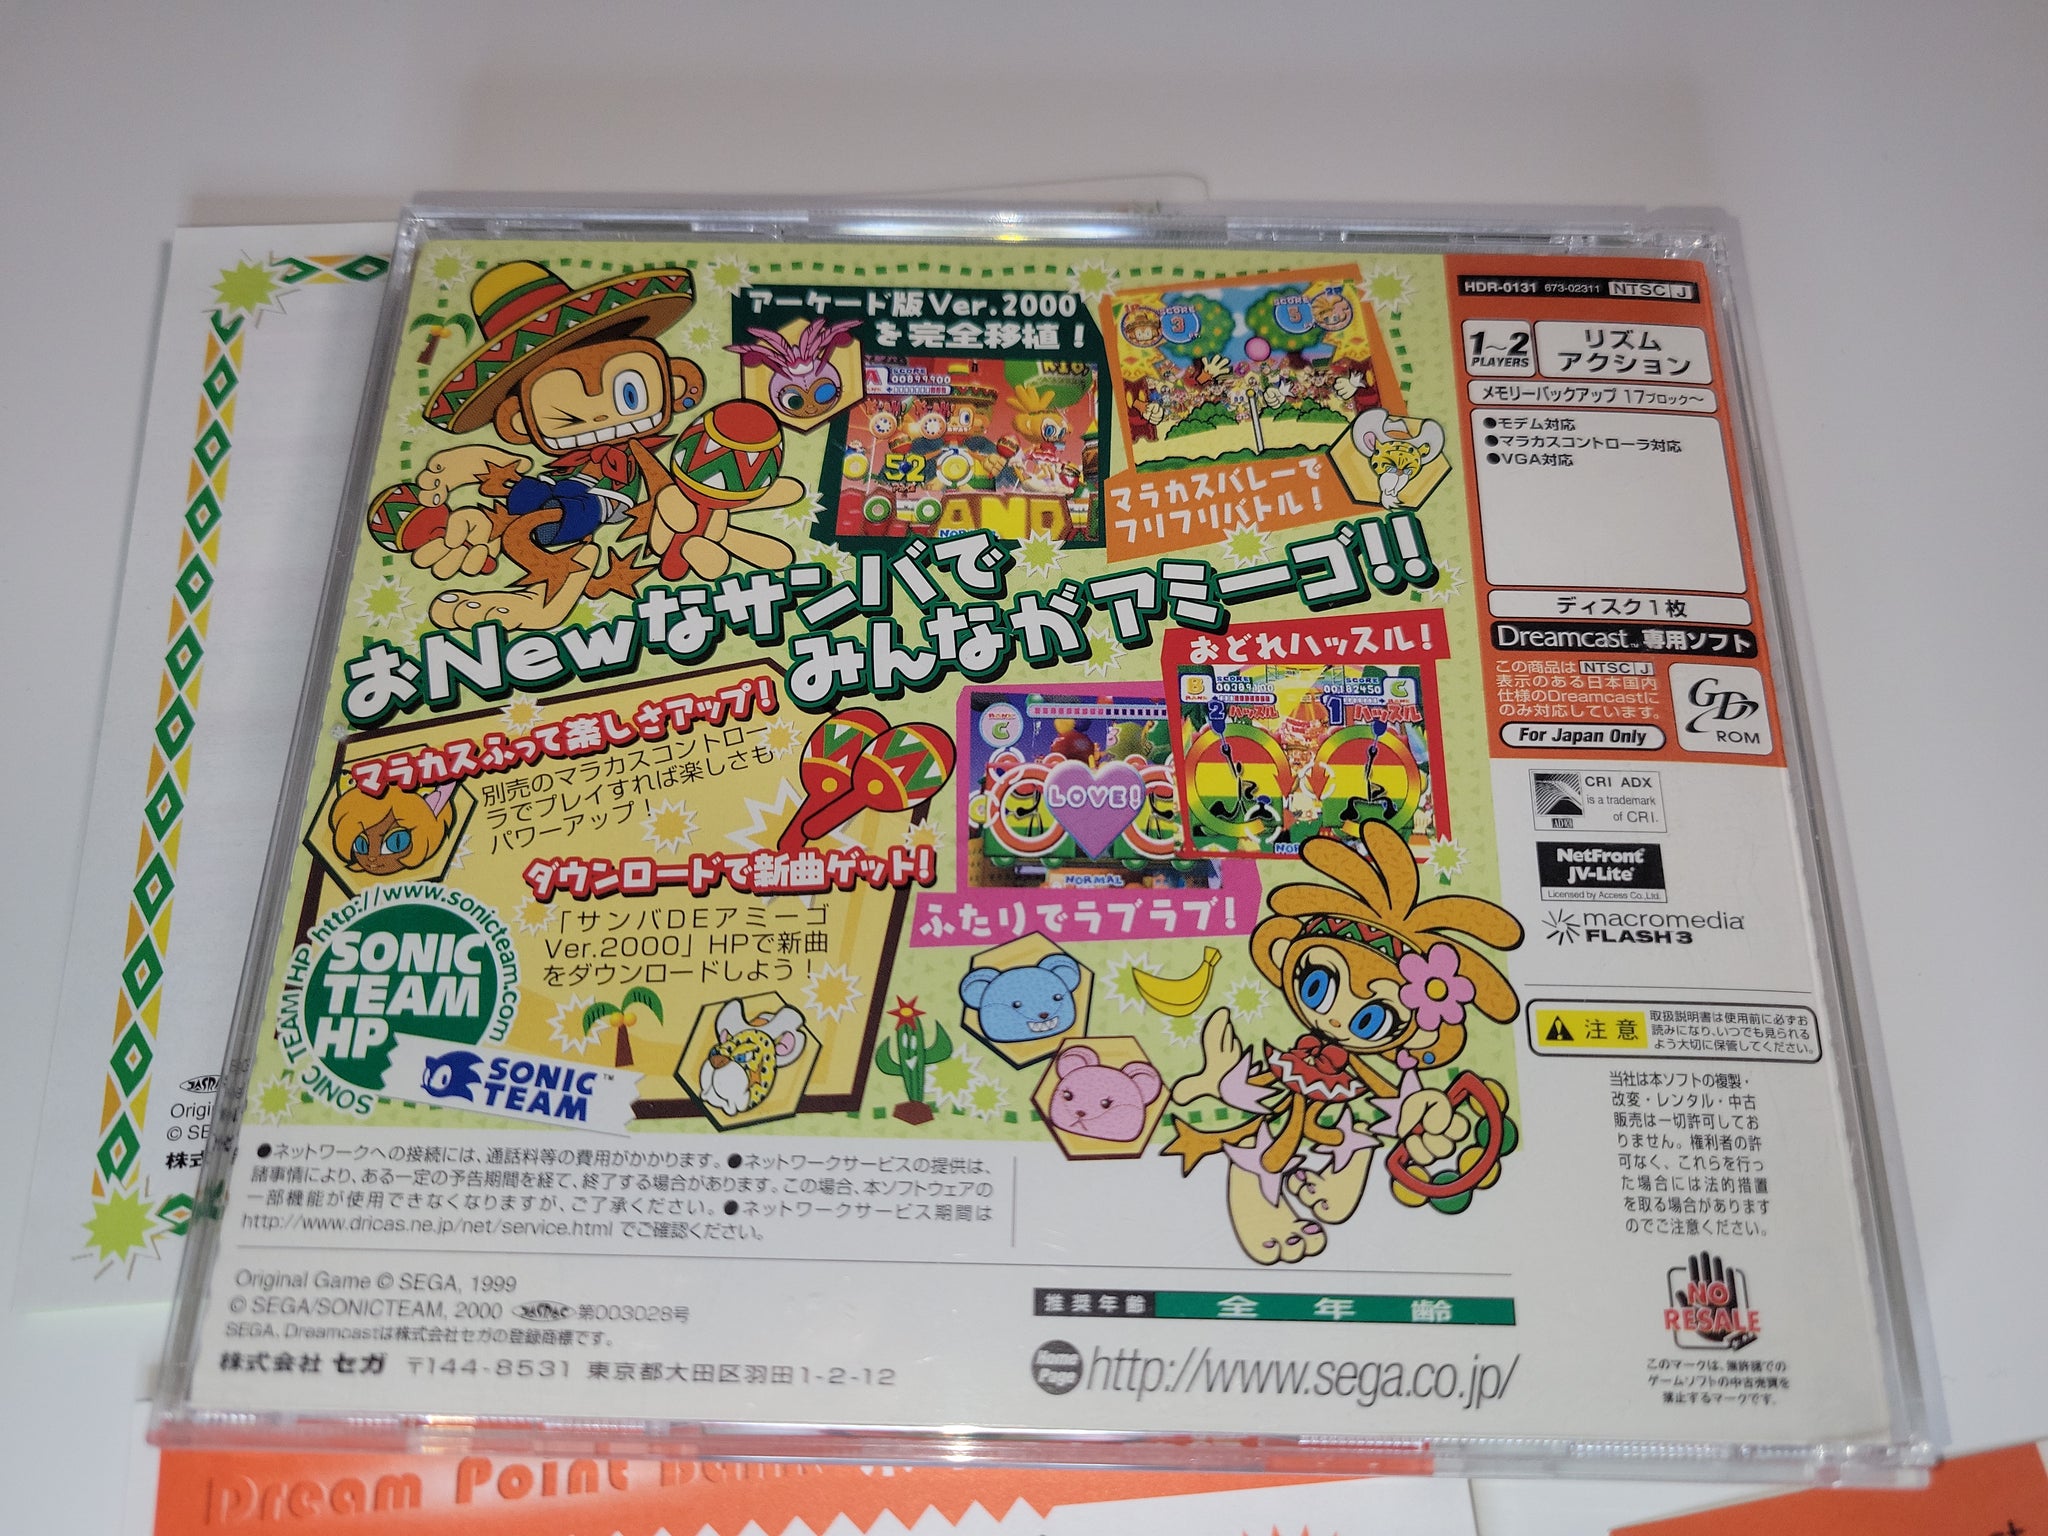 アーケード版Ver.2000
を完全移植！
マラカスバレーで
フリフリバトル！
おNewなサンバで
みんながアミーゴ!!
おどれハッスル！
ふたりでラブラブ！
LOVE!
NORMAL
マラカスふって楽しさアップ！
別売のマラカスコントロー
ラでプレイすれば楽しさも
パワーアップ！
ダウンロードで新曲ゲット！
「サンバDEアミーゴ
Ver.2000」HPで新曲
をダウンロードしよう！
SONIC TEAM HP http://www.sonicteam.com
SONIC
TEAM
HP
SONIC
TEAM™
●ネットワークへの接続には、通話料等の費用がかかります。●ネットワークサービスの提供は、
諸事情により、ある一定の予告期間を経て、終了する場合があります。この場合、本ソフトウェアの
一部機能が使用できなくなりますが、ご了承ください。●ネットワークサービス期間は
http://www.dricas.ne.jp/net/service.html でご確認ください。
Original Game © SEGA, 1999
© SEGA/SONICTEAM, 2000 JASRAC 第003028号
SEGA、Dreamcastは株式会社セガの登録商標です。
株式会社 セガ 〒144-8531 東京都大田区羽田1-2-12
推奨年齢 全年齢
Home Page http://www.sega.co.jp/
HDR-0131 673-02311 NTSC J
1～2
PLAYERS
リズム
アクション
メモリーバックアップ 17ブロック～
●モデム対応
●マラカスコントローラ対応
●VGA対応
ディスク1枚
Dreamcast™ 専用ソフト
この商品は NTSC J
表示のある日本国内
仕様のDreamcastに
のみ対応しています。
For Japan Only
GD
ROM
CRI ADX
is a trademark
of CRI.
ADX
NetFront®
JV-Lite®
Licensed by Access Co., Ltd.
macromedia®
FLASH 3
注意
取扱説明書は使用前に必ずお
読みになり、いつでも見られる
よう大切に保管してください。
当社は本ソフトの複製・
改変・レンタル・中古
販売は一切許可してお
りません。権利者の許
可なく、これらを行っ
た場合には法的措置
を取る場合があります
のでご注意ください。
NO
RESALE
このマークは、無許諾での
ゲームソフトの中古売買を
禁止するマークです。
Dream Point